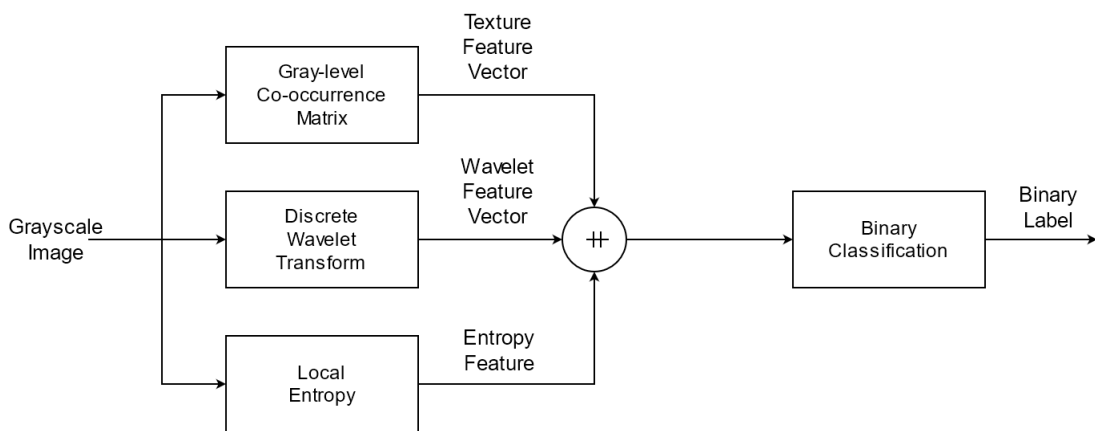 Texture
Feature
Vector
Gray-level
Co-occurrence
Matrix
Grayscale
Image
Wavelet
Feature
Vector
Discrete
Wavelet
Transform
⧺
Binary
Classification
Binary
Label
Entropy
Feature
Local
Entropy